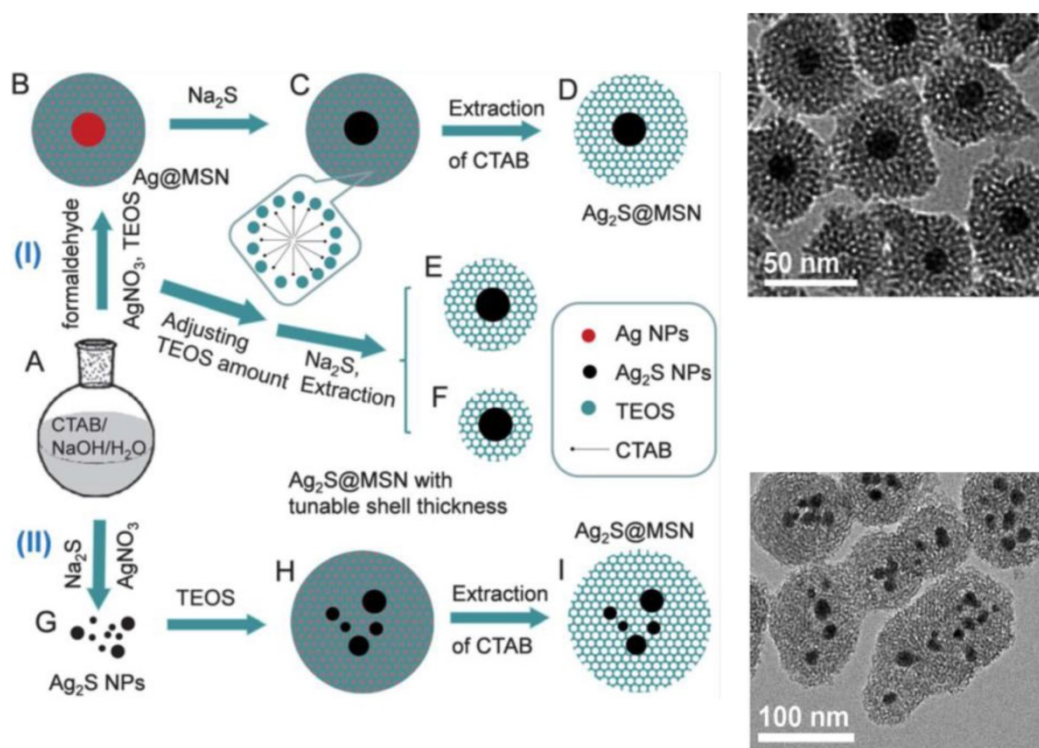 B
Na₂S
C
Extraction
of CTAB
D
Ag@MSN
Ag₂S@MSN
(I)
formaldehyde
AgNO₃, TEOS
E
Adjusting
TEOS amount
Na₂S,
Extraction
F
Ag NPs
Ag₂S NPs
TEOS
CTAB
A
CTAB/
NaOH/H₂O
Ag₂S@MSN with
tunable shell thickness
(II)
Na₂S
AgNO₃
G
Ag₂S NPs
TEOS
H
Extraction
of CTAB
Ag₂S@MSN
I
50 nm
100 nm